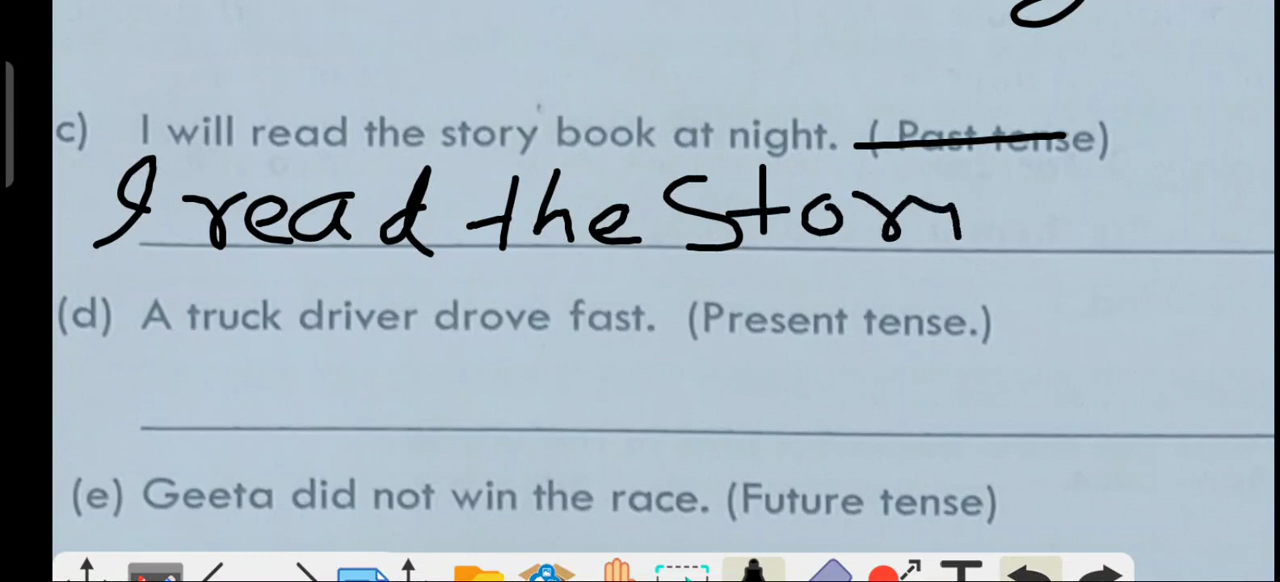 c) I will read the story book at night. ( Past tense)
I read the Stor
(d) A truck driver drove fast. (Present tense.)
(e) Geeta did not win the race. (Future tense)